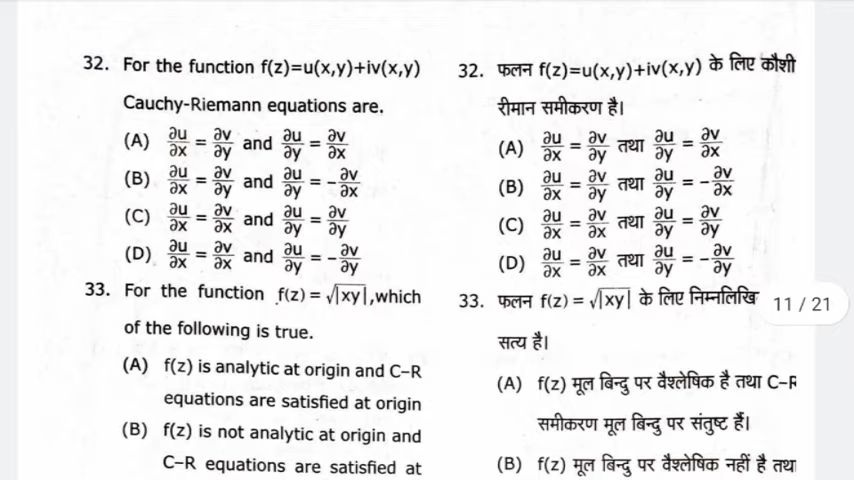 32. For the function f(z)=u(x,y)+iv(x,y)
Cauchy-Riemann equations are.
(A) ∂u/∂x = ∂v/∂y and ∂u/∂y = ∂v/∂x
(B) ∂u/∂x = ∂v/∂y and ∂u/∂y = -∂v/∂x
(C) ∂u/∂x = ∂v/∂x and ∂u/∂y = ∂v/∂y
(D) ∂u/∂x = ∂v/∂x and ∂u/∂y = -∂v/∂y
33. For the function f(z) = √|xy|,which
of the following is true.
(A) f(z) is analytic at origin and C–R
equations are satisfied at origin
(B) f(z) is not analytic at origin and
C–R equations are satisfied at
32. फलन f(z)=u(x,y)+iv(x,y) के लिए कौशी
रीमान समीकरण है।
(A) ∂u/∂x = ∂v/∂y तथा ∂u/∂y = ∂v/∂x
(B) ∂u/∂x = ∂v/∂y तथा ∂u/∂y = -∂v/∂x
(C) ∂u/∂x = ∂v/∂x तथा ∂u/∂y = ∂v/∂y
(D) ∂u/∂x = ∂v/∂x तथा ∂u/∂y = -∂v/∂y
33. फलन f(z) = √|xy| के लिए निम्नलिखि
सत्य है।
(A) f(z) मूल बिन्दु पर वैश्लेषिक है तथा C–R
समीकरण मूल बिन्दु पर संतुष्ट हैं।
(B) f(z) मूल बिन्दु पर वैश्लेषिक नहीं है तथा
11 / 21